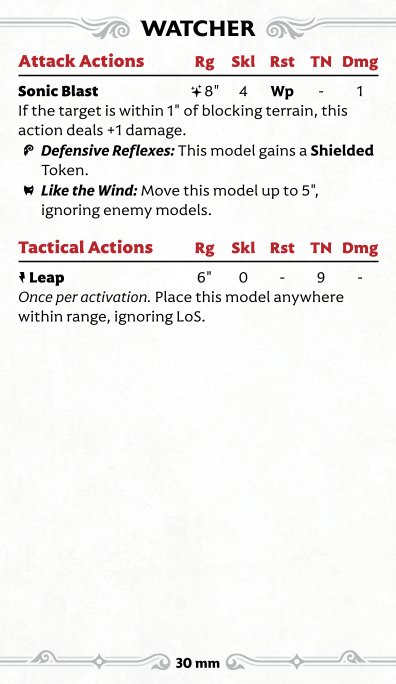 WATCHER
Attack Actions Rg Skl Rst TN Dmg
Sonic Blast 8" 4 Wp - 1
If the target is within 1" of blocking terrain, this
action deals +1 damage.
Defensive Reflexes: This model gains a Shielded
Token.
Like the Wind: Move this model up to 5",
ignoring enemy models.
Tactical Actions Rg Skl Rst TN Dmg
Leap 6" 0 - 9 -
Once per activation. Place this model anywhere
within range, ignoring LoS.
30 mm